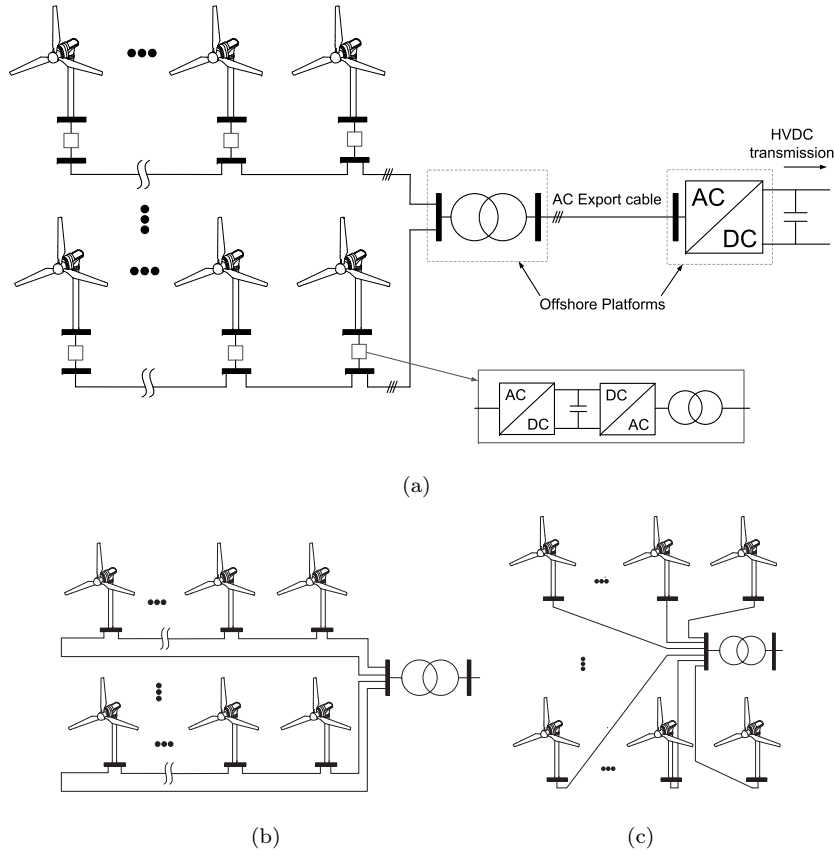 HVDC
transmission
AC Export cable
AC
DC
Offshore Platforms
AC
DC
DC
AC
(a)
(b)
(c)